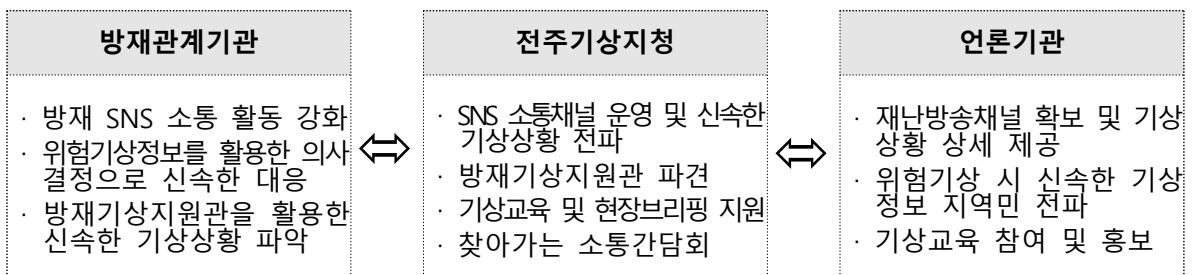 방재관계기관
· 방재 SNS 소통 활동 강화
· 위험기상정보를 활용한 의사
결정으로 신속한 대응
· 방재기상지원관을 활용한
신속한 기상상황 파악
전주기상지청
· SNS 소통채널 운영 및 신속한
기상상황 전파
· 방재기상지원관 파견
· 기상교육 및 현장브리핑 지원
· 찾아가는 소통간담회
언론기관
· 재난방송채널 확보 및 기상
상황 상세 제공
· 위험기상 시 신속한 기상
정보 지역민 전파
· 기상교육 참여 및 홍보